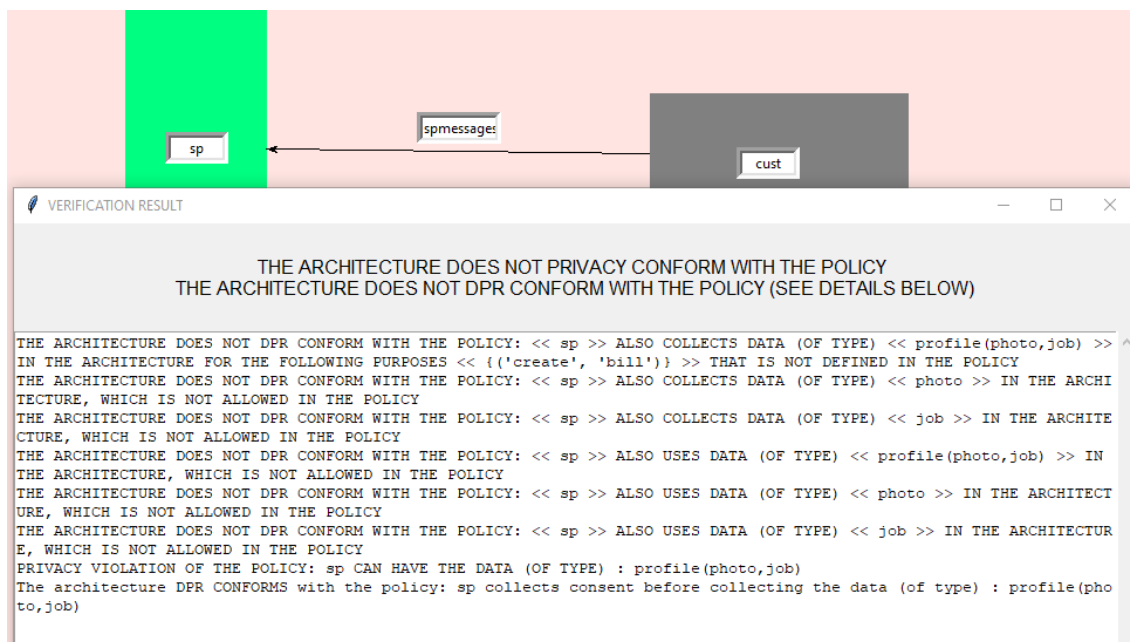 spmessages
sp
cust
VERIFICATION RESULT
THE ARCHITECTURE DOES NOT PRIVACY CONFORM WITH THE POLICY
THE ARCHITECTURE DOES NOT DPR CONFORM WITH THE POLICY (SEE DETAILS BELOW)
THE ARCHITECTURE DOES NOT DPR CONFORM WITH THE POLICY: << sp >> ALSO COLLECTS DATA (OF TYPE) << profile(photo,job) >>
IN THE ARCHITECTURE FOR THE FOLLOWING PURPOSES << {('create', 'bill')} >> THAT IS NOT DEFINED IN THE POLICY
THE ARCHITECTURE DOES NOT DPR CONFORM WITH THE POLICY: << sp >> ALSO COLLECTS DATA (OF TYPE) << photo >> IN THE ARCHI
TECTURE, WHICH IS NOT ALLOWED IN THE POLICY
THE ARCHITECTURE DOES NOT DPR CONFORM WITH THE POLICY: << sp >> ALSO COLLECTS DATA (OF TYPE) << job >> IN THE ARCHITE
CTURE, WHICH IS NOT ALLOWED IN THE POLICY
THE ARCHITECTURE DOES NOT DPR CONFORM WITH THE POLICY: << sp >> ALSO USES DATA (OF TYPE) << profile(photo,job) >> IN
THE ARCHITECTURE, WHICH IS NOT ALLOWED IN THE POLICY
THE ARCHITECTURE DOES NOT DPR CONFORM WITH THE POLICY: << sp >> ALSO USES DATA (OF TYPE) << photo >> IN THE ARCHITECT
URE, WHICH IS NOT ALLOWED IN THE POLICY
THE ARCHITECTURE DOES NOT DPR CONFORM WITH THE POLICY: << sp >> ALSO USES DATA (OF TYPE) << job >> IN THE ARCHITECTUR
E, WHICH IS NOT ALLOWED IN THE POLICY
PRIVACY VIOLATION OF THE POLICY: sp CAN HAVE THE DATA (OF TYPE) : profile(photo,job)
The architecture DPR CONFORMS with the policy: sp collects consent before collecting the data (of type) : profile(pho
to,job)